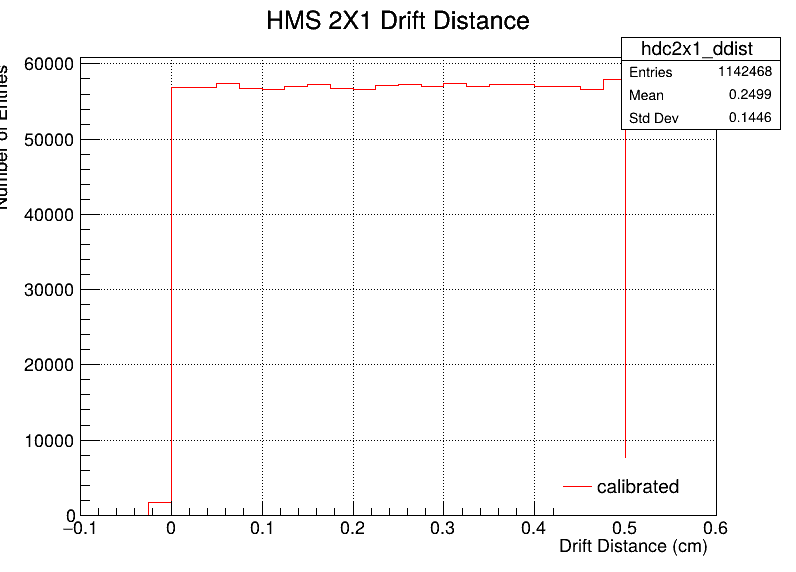 HMS 2X1 Drift Distance
hdc2x1_ddist
Entries 1142468
Mean 0.2499
Std Dev 0.1446
Number of Entries
60000
50000
40000
30000
20000
10000
0
−0.1 0 0.1 0.2 0.3 0.4 0.5 0.6
Drift Distance (cm)
calibrated